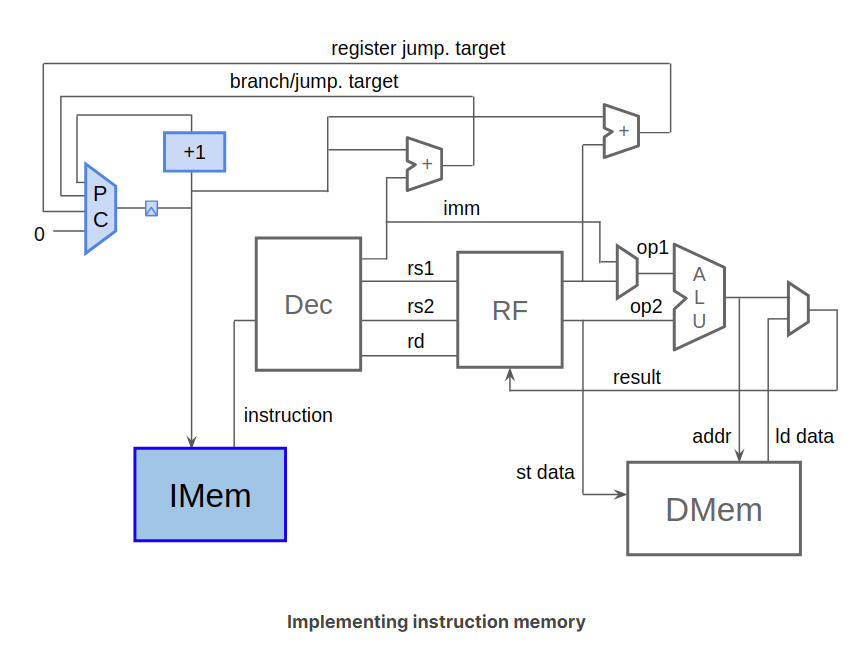 register jump. target
branch/jump. target
+1
+
+
P
C
0
imm
Dec
rs1
rs2
rd
RF
op1
op2
A
L
U
result
instruction
addr
ld data
st data
IMem
DMem
Implementing instruction memory